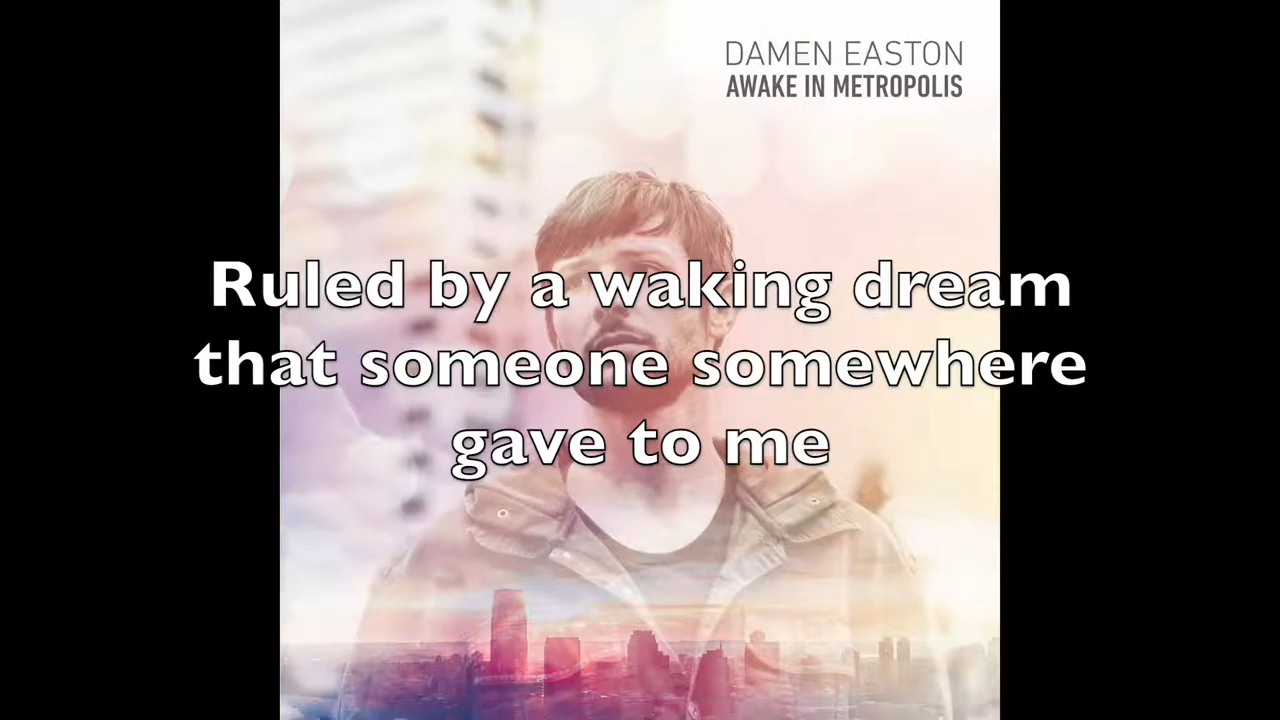 DAMEN EASTON
AWAKE IN METROPOLIS
Ruled by a waking dream
that someone somewhere
gave to me